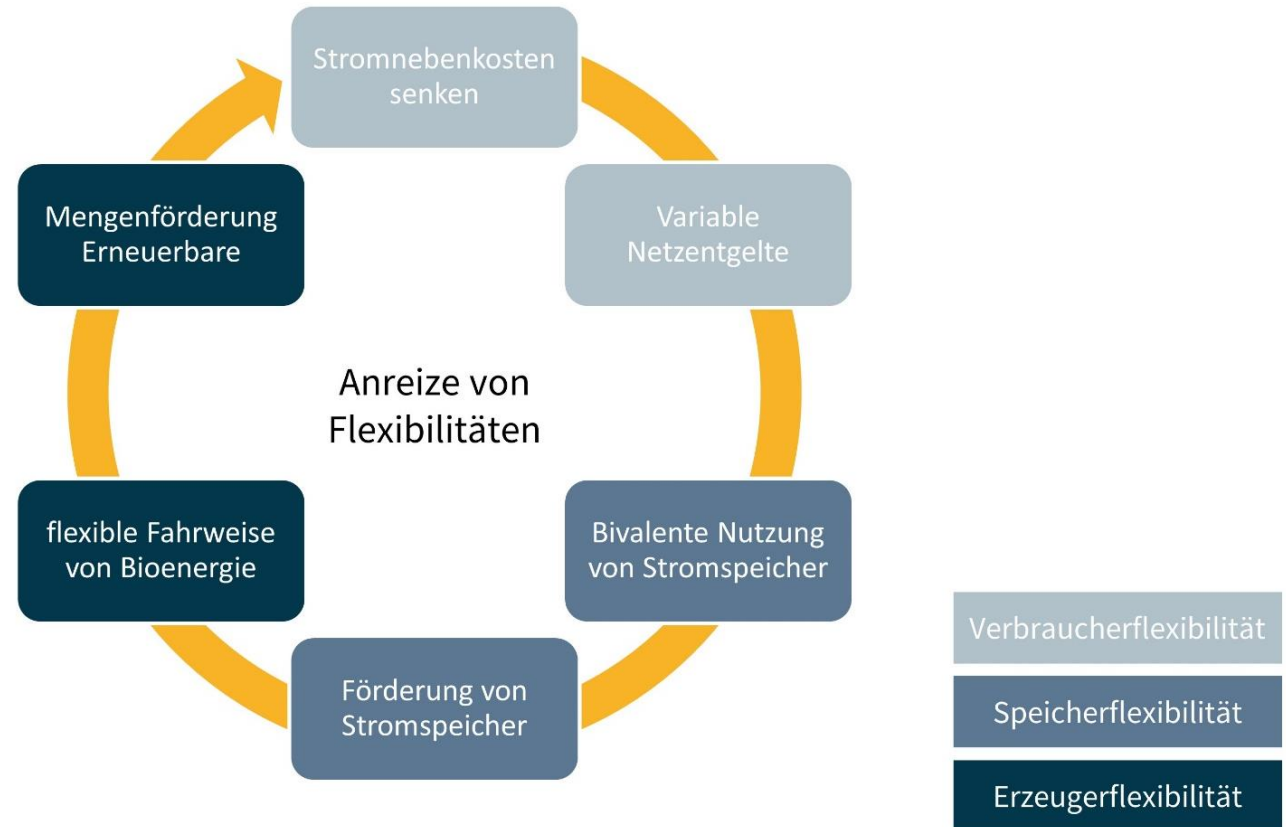 Stromnebenkosten
senken
Variable
Netzentgelte
Bivalente Nutzung
von Stromspeicher
Förderung von
Stromspeicher
flexible Fahrweise
von Bioenergie
Mengenförderung
Erneuerbare
Anreize von
Flexibilitäten
Verbraucherflexibilität
Speicherflexibilität
Erzeugerflexibilität